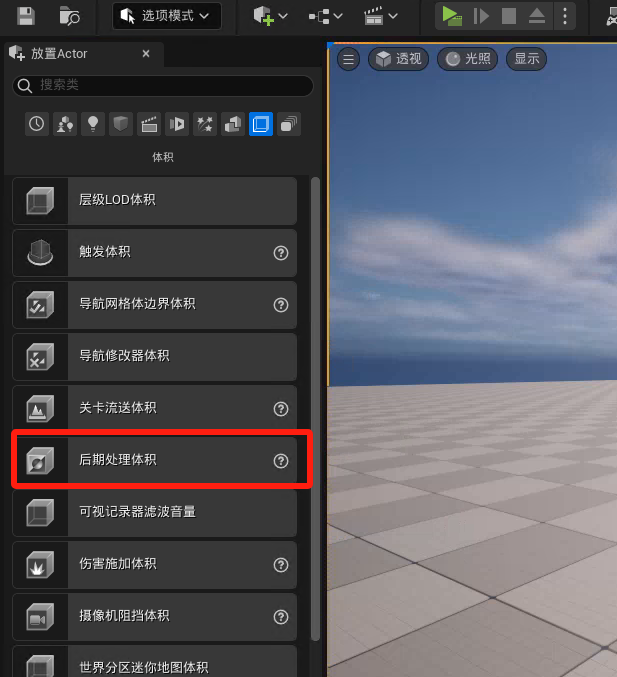 选项模式
放置Actor
搜索类
透视
光照
显示
体积
层级LOD体积
触发体积
导航网格体边界体积
导航修改器体积
关卡流送体积
后期处理体积
可视记录器滤波音量
伤害施加体积
摄像机阻挡体积
世界分区迷你地图体积